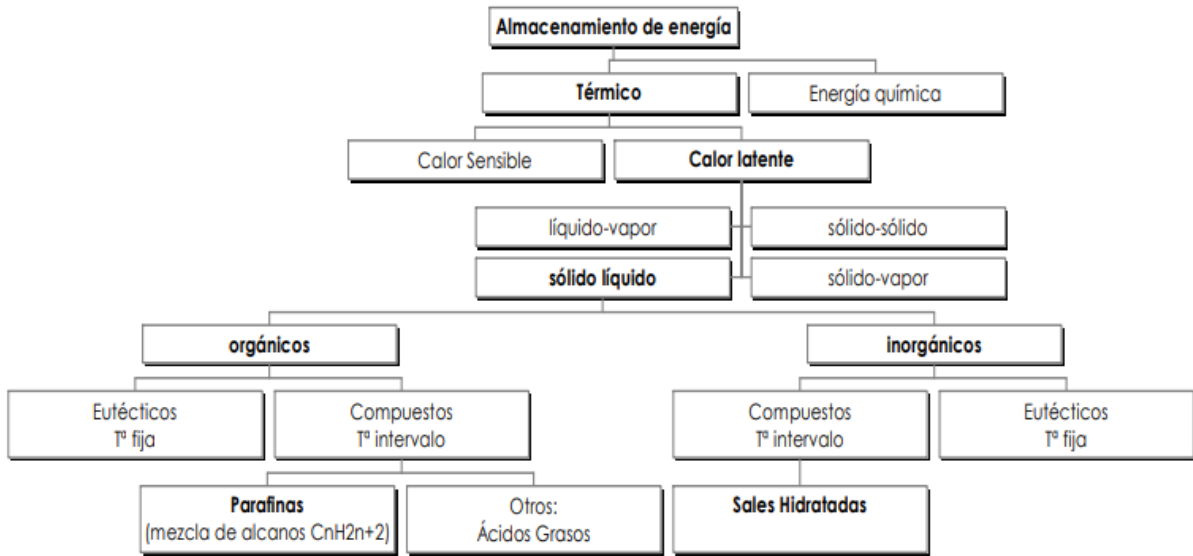 Almacenamiento de energía
Térmico
Energía química
Calor Sensible
Calor latente
líquido-vapor
sólido-sólido
sólido líquido
sólido-vapor
orgánicos
inorgánicos
Eutécticos
Tª fija
Compuestos
Tª intervalo
Compuestos
Tª intervalo
Eutécticos
Tª fija
Parafinas
(mezcla de alcanos CnH2n+2)
Otros:
Ácidos Grasos
Sales Hidratadas